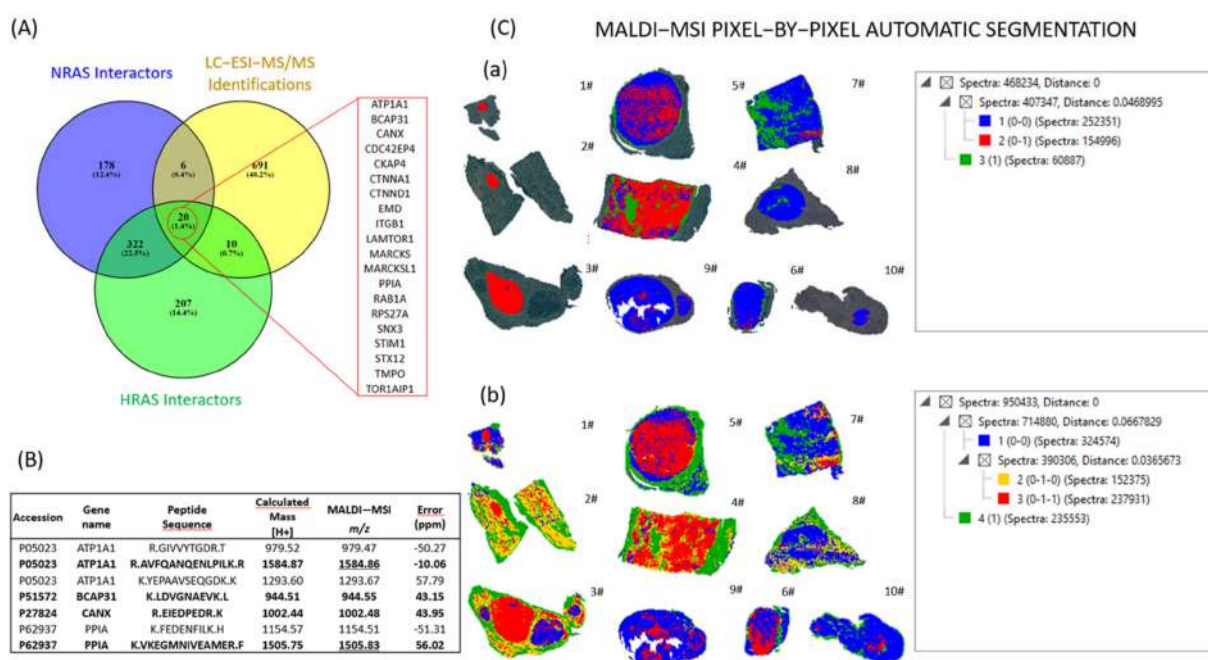 (A)
NRAS Interactors
LC-ESI-MS/MS
Identifications
178
(12.4%)
6
(0.4%)
691
(48.2%)
20
(1.4%)
322
(22.5%)
10
(0.7%)
207
(14.4%)
HRAS Interactors
ATP1A1
BCAP31
CANX
CDC42EP4
CKAP4
CTNNA1
CTNND1
EMD
ITGB1
LAMTOR1
MARCKS
MARCKSL1
PPIA
RAB1A
RPS27A
SNX3
STIM1
STX12
TMPO
TOR1AIP1
(B)
Accession Gene name Peptide Sequence Calculated Mass [H+] MALDI—MSI m/z Error (ppm)
P05023 ATP1A1 R.GIVVYTGDR.T 979.52 979.47 -50.27
P05023 ATP1A1 R.AVFQANQENLPILK.R 1584.87 1584.86 -10.06
P05023 ATP1A1 K.YEPAAVSEQGDK.K 1293.60 1293.67 57.79
P51572 BCAP31 K.LDVGNAEVK.L 944.51 944.55 43.15
P27824 CANX R.EIEDPEDR.K 1002.44 1002.48 43.95
P62937 PPIA K.FEDENFILK.H 1154.57 1154.51 -51.31
P62937 PPIA K.VKEGMNIVEAMER.F 1505.75 1505.83 56.02
(C)
MALDI—MSI PIXEL—BY—PIXEL AUTOMATIC SEGMENTATION
(a)
1# 5# 7#
2# 4# 8#
3# 9# 6# 10#
Spectra: 468234, Distance: 0
Spectra: 407347, Distance: 0.0468995
1 (0-0) (Spectra: 252351)
2 (0-1) (Spectra: 154996)
3 (1) (Spectra: 60887)
(b)
1# 5# 7#
2# 4# 8#
3# 9# 6# 10#
Spectra: 950433, Distance: 0
Spectra: 714880, Distance: 0.0667829
1 (0-0) (Spectra: 324574)
Spectra: 390306, Distance: 0.0365673
2 (0-1-0) (Spectra: 152375)
3 (0-1-1) (Spectra: 237931)
4 (1) (Spectra: 235553)